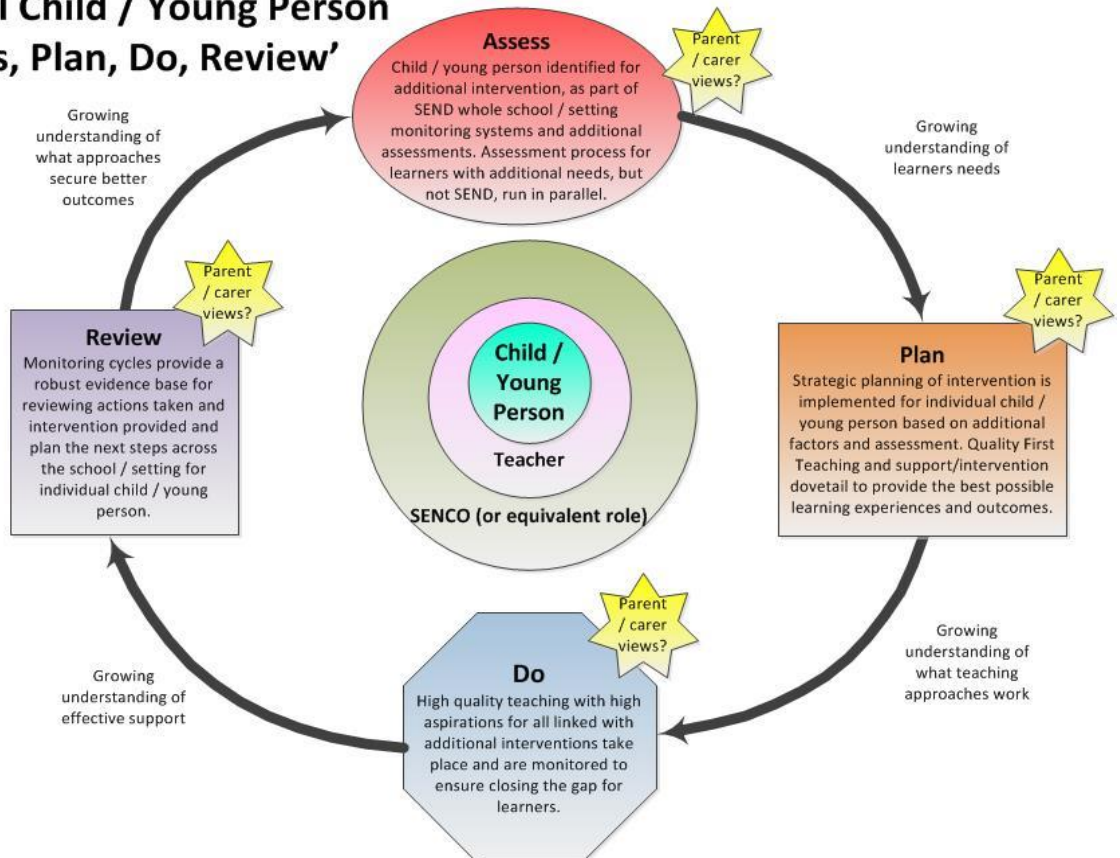 l Child / Young Person
s, Plan, Do, Review’
Assess
Child / young person identified for
additional intervention, as part of
SEND whole school / setting
monitoring systems and additional
assessments. Assessment process for
learners with additional needs, but
not SEND, run in parallel.
Parent
/ carer
views?
Growing
understanding of
learners needs
Parent
/ carer
views?
Plan
Strategic planning of intervention is
implemented for individual child /
young person based on additional
factors and assessment. Quality First
Teaching and support/intervention
dovetail to provide the best possible
learning experiences and outcomes.
Growing
understanding of
what teaching
approaches work
Parent
/ carer
views?
Do
High quality teaching with high
aspirations for all linked with
additional interventions take
place and are monitored to
ensure closing the gap for
learners.
Growing
understanding of
effective support
Parent
/ carer
views?
Review
Monitoring cycles provide a
robust evidence base for
reviewing actions taken and
intervention provided and
plan the next steps across
the school / setting for
individual child / young
person.
Growing
understanding of
what approaches
secure better
outcomes
Child /
Young
Person
Teacher
SENCO (or equivalent role)